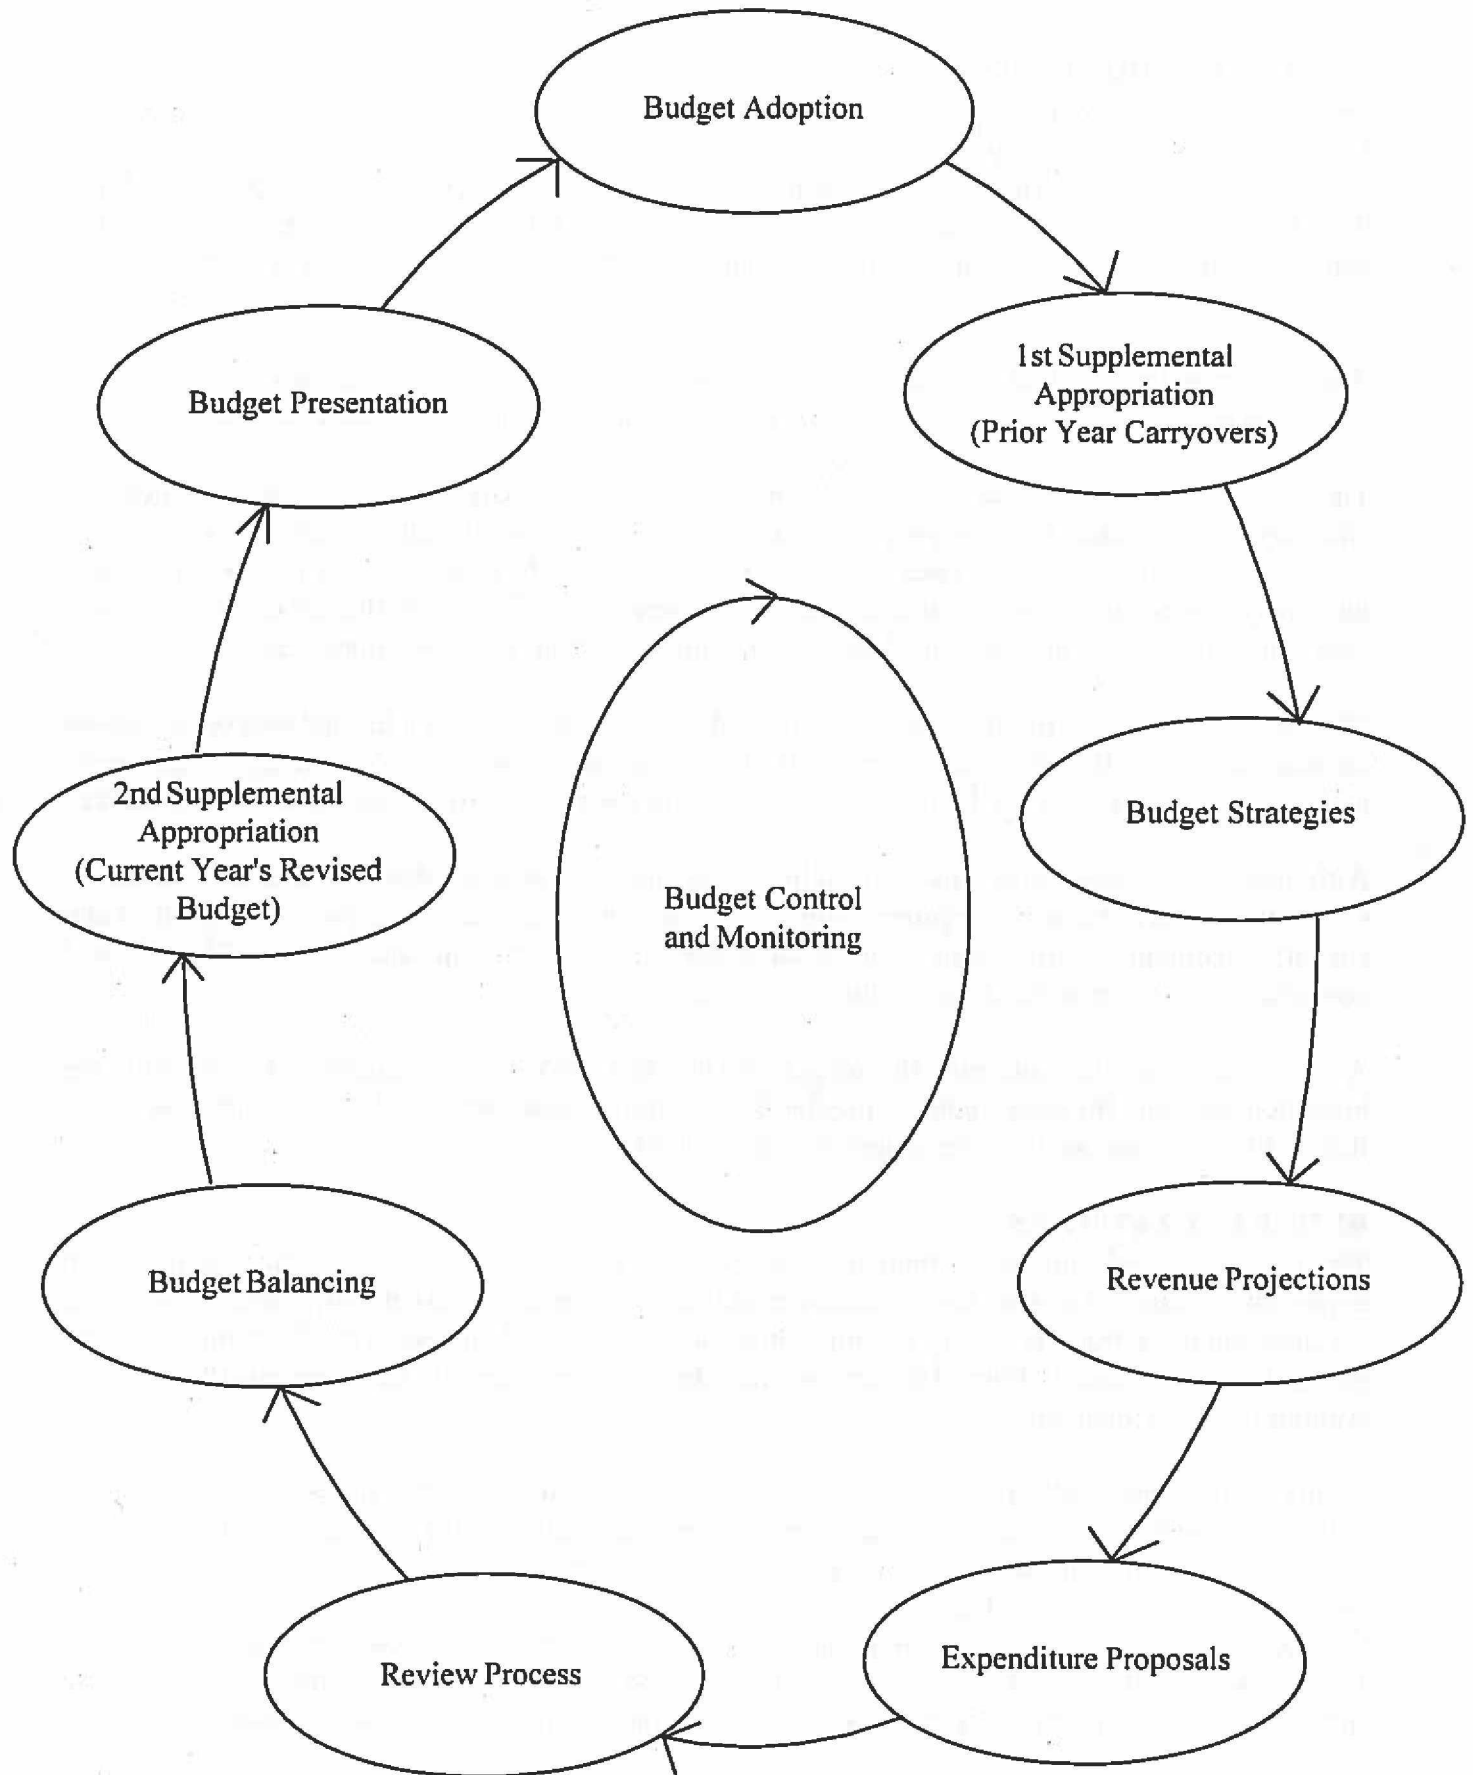 Budget Adoption
1st Supplemental
Appropriation
(Prior Year Carryovers)
Budget Strategies
Revenue Projections
Expenditure Proposals
Review Process
Budget Balancing
2nd Supplemental
Appropriation
(Current Year's Revised
Budget)
Budget Presentation
Budget Control
and Monitoring